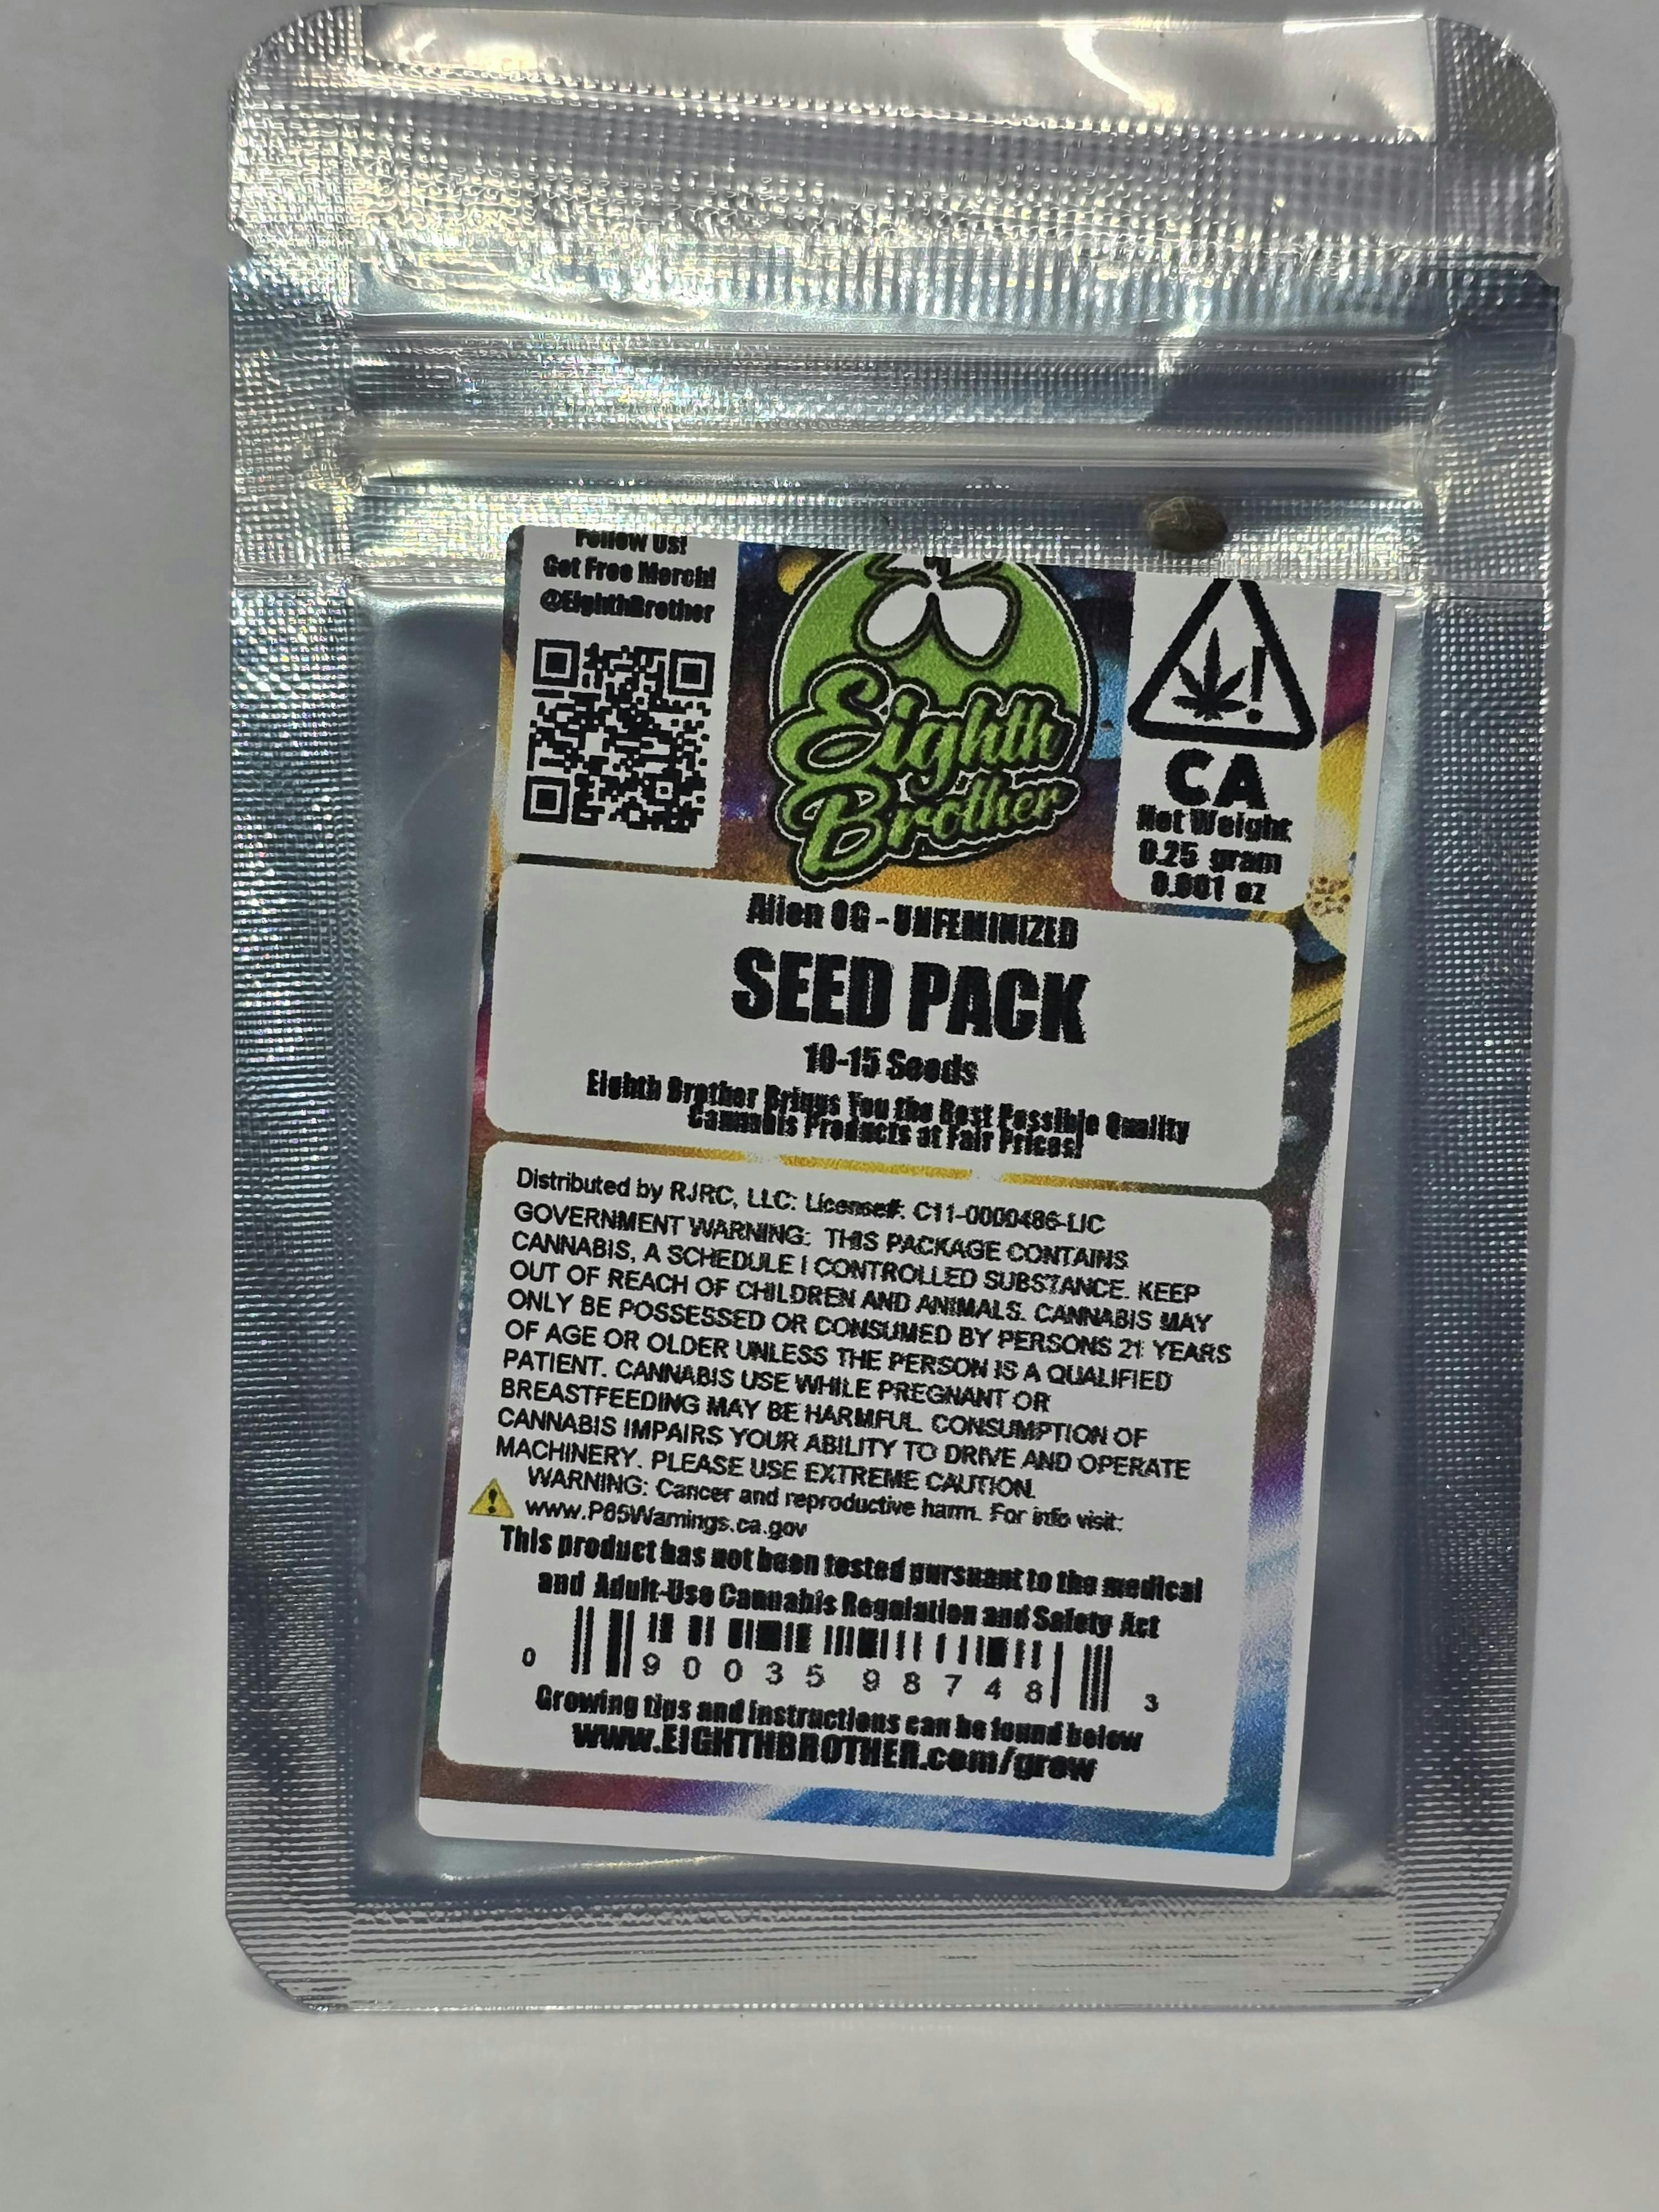 Follow Us!
Get Free Merch!
@EighthBrother
Eighth
Brother
CA
Net Weight
0.25 gram
0.001 oz
Alien OG - UNFEMINIZED
SEED PACK
10-15 Seeds
Eighth Brother Brings You the Best Possible Quality
Cannabis Products at Fair Prices!
Distributed by RJRC, LLC: License#: C11-0000486-LIC
GOVERNMENT WARNING: THIS PACKAGE CONTAINS
CANNABIS, A SCHEDULE I CONTROLLED SUBSTANCE. KEEP
OUT OF REACH OF CHILDREN AND ANIMALS. CANNABIS MAY
ONLY BE POSSESSED OR CONSUMED BY PERSONS 21 YEARS
OF AGE OR OLDER UNLESS THE PERSON IS A QUALIFIED
PATIENT. CANNABIS USE WHILE PREGNANT OR
BREASTFEEDING MAY BE HARMFUL. CONSUMPTION OF
CANNABIS IMPAIRS YOUR ABILITY TO DRIVE AND OPERATE
MACHINERY. PLEASE USE EXTREME CAUTION.
WARNING: Cancer and reproductive harm. For info visit:
www.P65Warnings.ca.gov
This product has not been tested pursuant to the medical
and Adult-Use Cannabis Regulation and Safety Act
0 90035 98748 3
Growing tips and instructions can be found below
www.EIGHTHBROTHER.com/grow